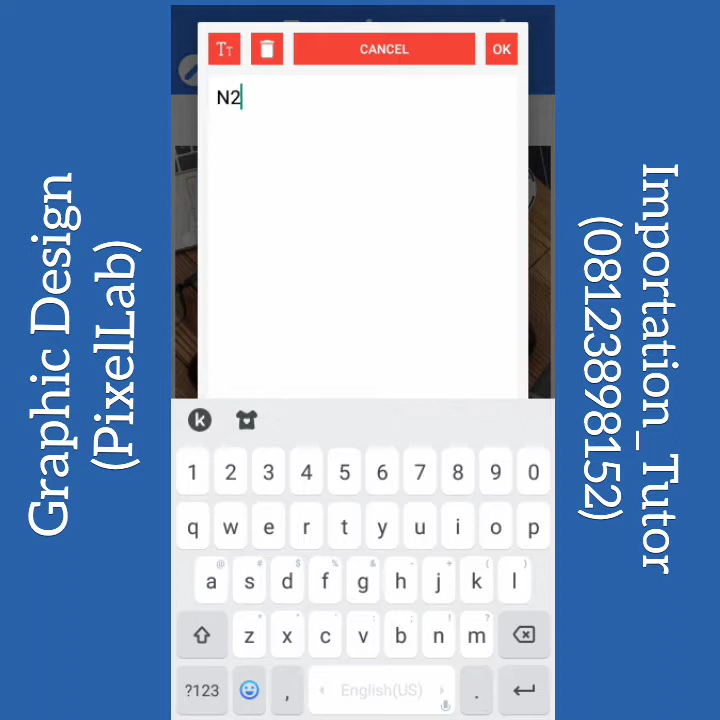 Graphic Design
(PixelLab)
TT
CANCEL
OK
N2
k
1 2 3 4 5 6 7 8 9 0
q w e r t y u i o p
@ # $ % & - + ( )
a s d f g h j k l
* " ' : ; ! ?
z x c v b n m
?123 , English(US) .
Importation_Tutor
(08123898152)